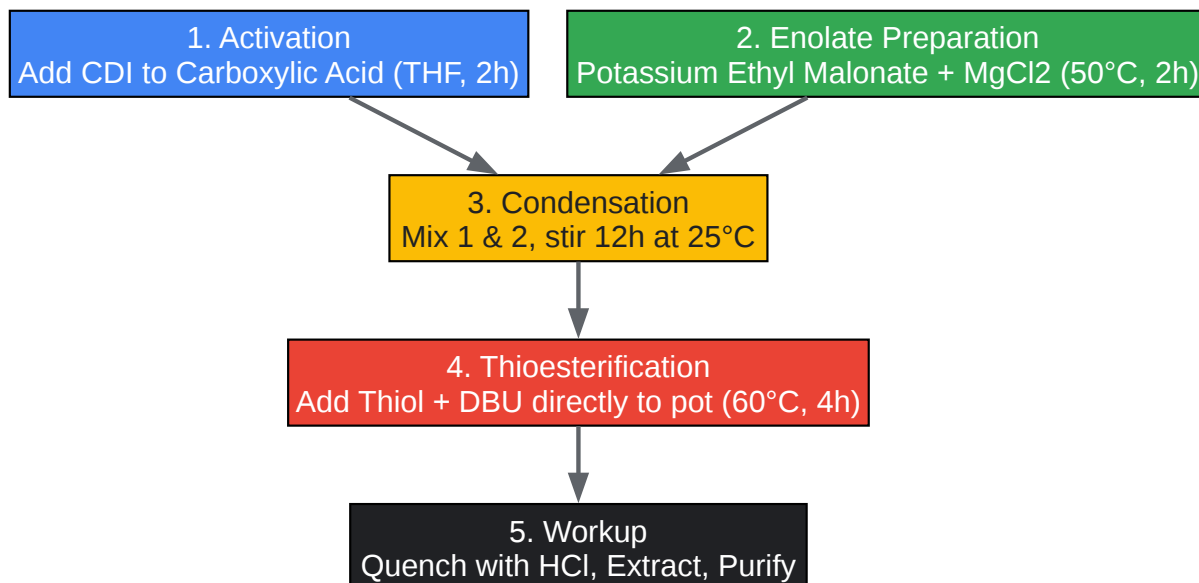 1. Activation
Add CDI to Carboxylic Acid (THF, 2h)
2. Enolate Preparation
Potassium Ethyl Malonate + MgCl2 (50°C, 2h)
3. Condensation
Mix 1 & 2, stir 12h at 25°C
4. Thioesterification
Add Thiol + DBU directly to pot (60°C, 4h)
5. Workup
Quench with HCl, Extract, Purify